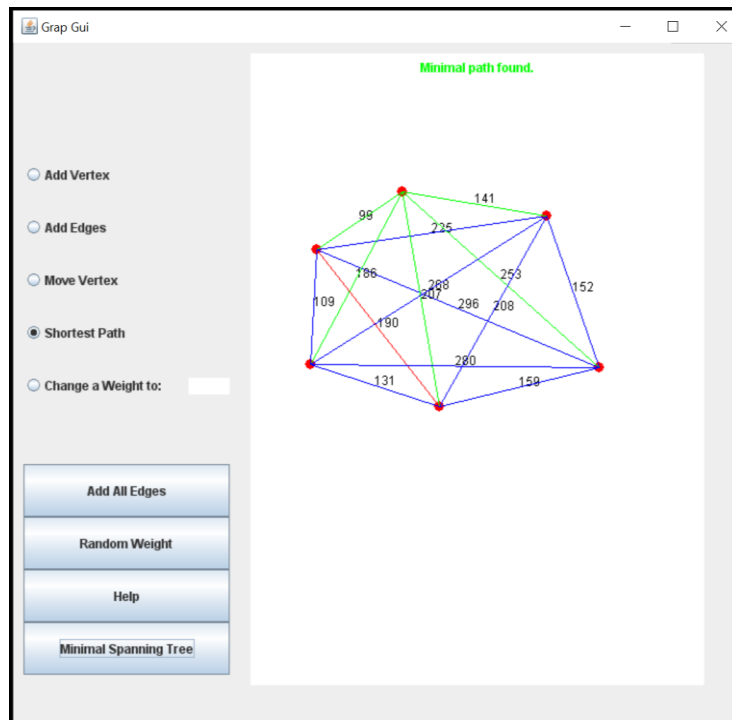 Grap Gui
Minimal path found.
Add Vertex
Add Edges
Move Vertex
Shortest Path
Change a Weight to:
Add All Edges
Random Weight
Help
Minimal Spanning Tree
141
99
225
186
253
268
207
152
109
296
208
190
280
131
159